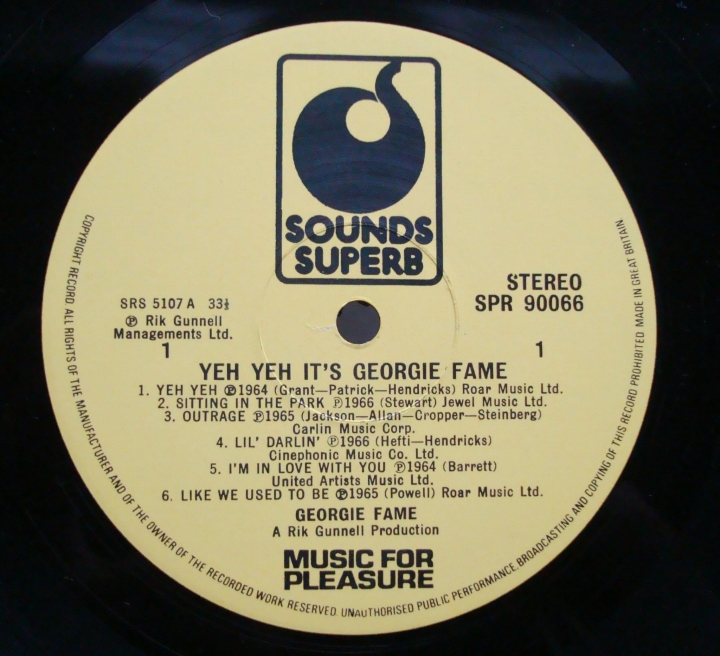 SOUNDS
SUPERB
STEREO
SPR 90066
SRS 5107 A 33⅓
℗ Rik Gunnell
Managements Ltd.
1
1
YEH YEH IT'S GEORGIE FAME
1. YEH YEH ℗1964 (Grant—Patrick—Hendricks) Roar Music Ltd.
2. SITTING IN THE PARK ℗1966 (Stewart) Jewel Music Ltd.
3. OUTRAGE ℗1965 (Jackson—Allan—Cropper—Steinberg)
Carlin Music Corp.
4. LIL' DARLIN' ℗1966 (Hefti—Hendricks)
Cinephonic Music Co. Ltd.
5. I'M IN LOVE WITH YOU ℗1964 (Barrett)
United Artists Music Ltd.
6. LIKE WE USED TO BE ℗1965 (Powell) Roar Music Ltd.
GEORGIE FAME
A Rik Gunnell Production
MUSIC FOR
PLEASURE
COPYRIGHT RECORD ALL RIGHTS OF THE MANUFACTURER AND OF THE OWNER OF THE RECORDED WORK RESERVED. UNAUTHORISED PUBLIC PERFORMANCE, BROADCASTING AND COPYING OF THIS RECORD PROHIBITED MADE IN GREAT BRITAIN